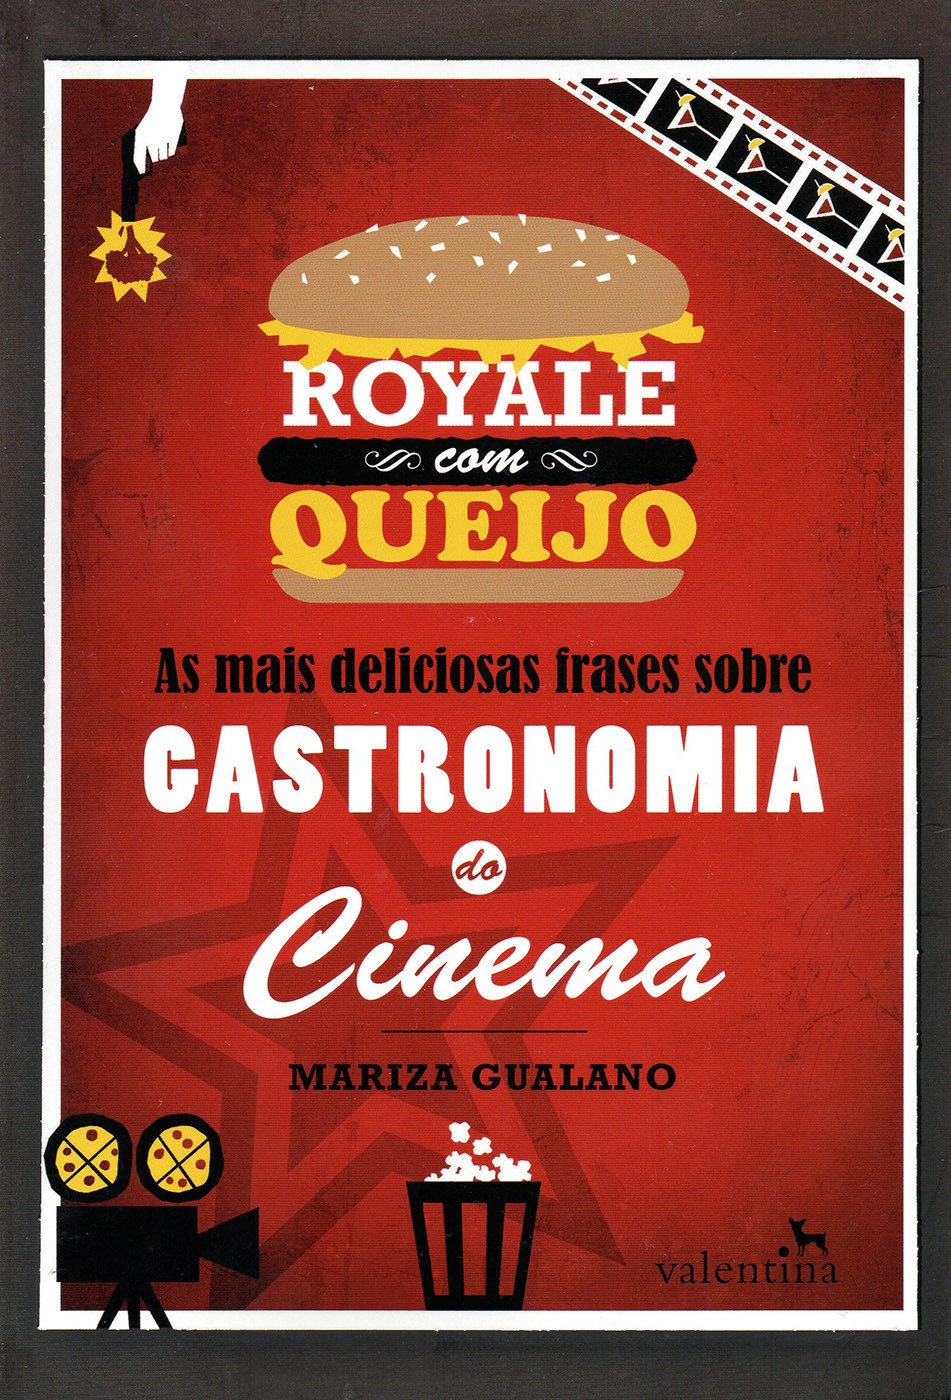 ROYALE
com
QUEIJO
As mais deliciosas frases sobre
GASTRONOMIA
do
Cinema
MARIZA GUALANO
valentina